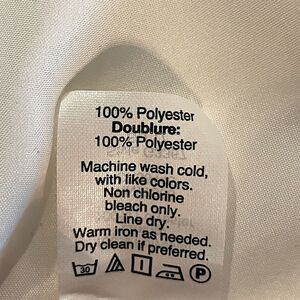 100% Polyester
Doublure:
100% Polyester
Machine wash cold,
with like colors.
Non chlorine
bleach only.
Line dry.
Warm iron as needed.
Dry clean if preferred.
30 P